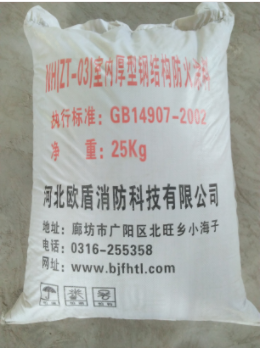 NH(ZT-03)室内厚型钢结构防火涂料
执行标准：GB14907-2002
净 重：25Kg
河北欧盾消防科技有限公司
地址：廊坊市广阳区北旺乡小海子
电话：0316-255358
网址：www.bjfhtl.com